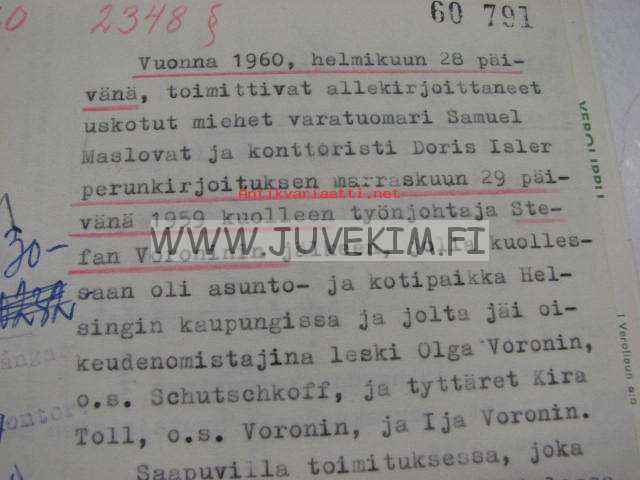 60 791
2348 §
Vuonna 1960, helmikuun 28 päi-
vänä, toimittivat allekirjoittaneet
uskotut miehet varatuomari Samuel
Maslovat ja konttoristi Doris Isler
perunkirjoituksen marraskuun 29 päi-
Antikvariaatti.net
vänä 1959 kuolleen työnjohtaja Ste-
WWW.JUVEKIM.FI
fan Voroninin jälkeen, jolla kuolles-
saan oli asunto- ja kotipaikka Hel-
singin kaupungissa ja jolta jäi oi-
keudenomistajina leski Olga Voronin,
o.s. Schutschkoff, ja tyttäret Kira
Toll, o.s. Voronin, ja Ija Voronin.
Saapuvilla toimituksessa, joka
30-